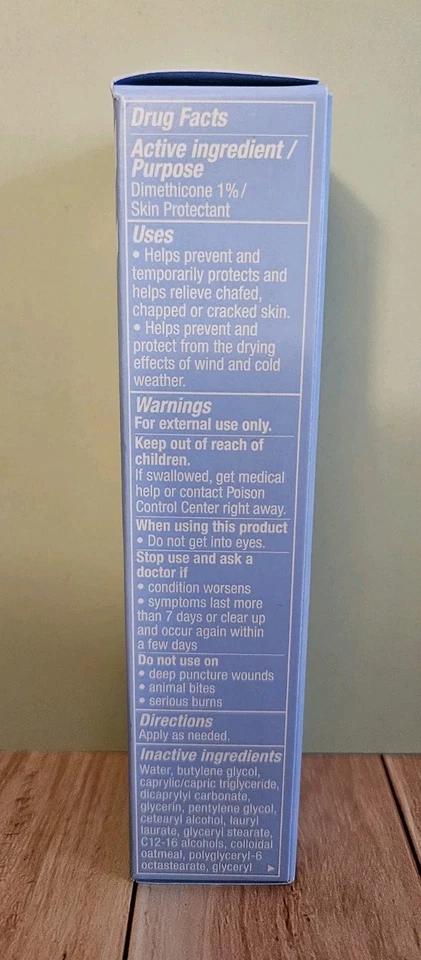 Drug Facts
Active ingredient /
Purpose
Dimethicone 1% /
Skin Protectant
Uses
• Helps prevent and
temporarily protects and
helps relieve chafed,
chapped or cracked skin.
• Helps prevent and
protect from the drying
effects of wind and cold
weather.
Warnings
For external use only.
Keep out of reach of
children.
If swallowed, get medical
help or contact Poison
Control Center right away.
When using this product
• Do not get into eyes.
Stop use and ask a
doctor if
• condition worsens
• symptoms last more
than 7 days or clear up
and occur again within
a few days
Do not use on
• deep puncture wounds
• animal bites
• serious burns
Directions
Apply as needed.
Inactive ingredients
Water, butylene glycol,
caprylic/capric triglyceride,
dicaprylyl carbonate,
glycerin, pentylene glycol,
cetearyl alcohol, lauryl
laurate, glyceryl stearate,
C12-16 alcohols, colloidal
oatmeal, polyglyceryl-6
octastearate, glyceryl ►